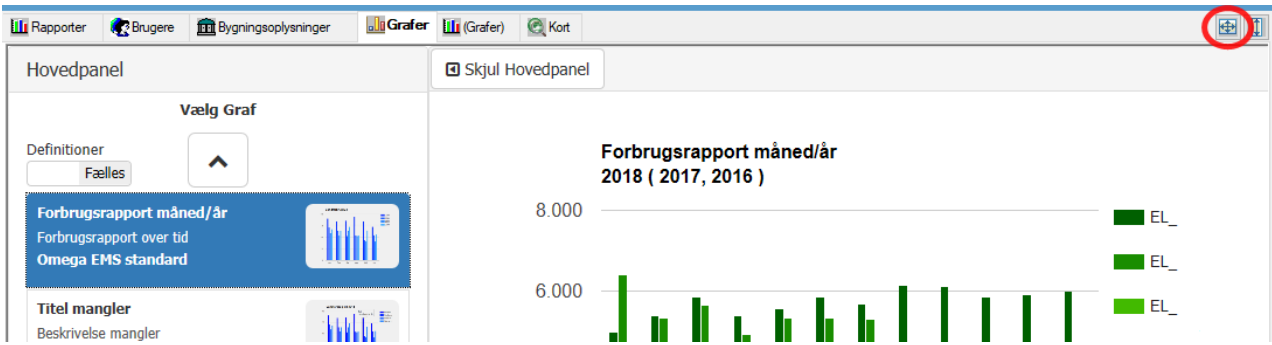 Rapporter Brugere Bygningsoplysninger Grafer (Grafer) Kort
Hovedpanel
Skjul Hovedpanel
Vælg Graf
Definitioner
Fælles
Forbrugsrapport måned/år
Forbrugsrapport over tid
Omega EMS standard
Titel mangler
Beskrivelse mangler
Forbrugsrapport måned/år
2018 ( 2017, 2016 )
8.000
6.000
EL_
EL_
EL_